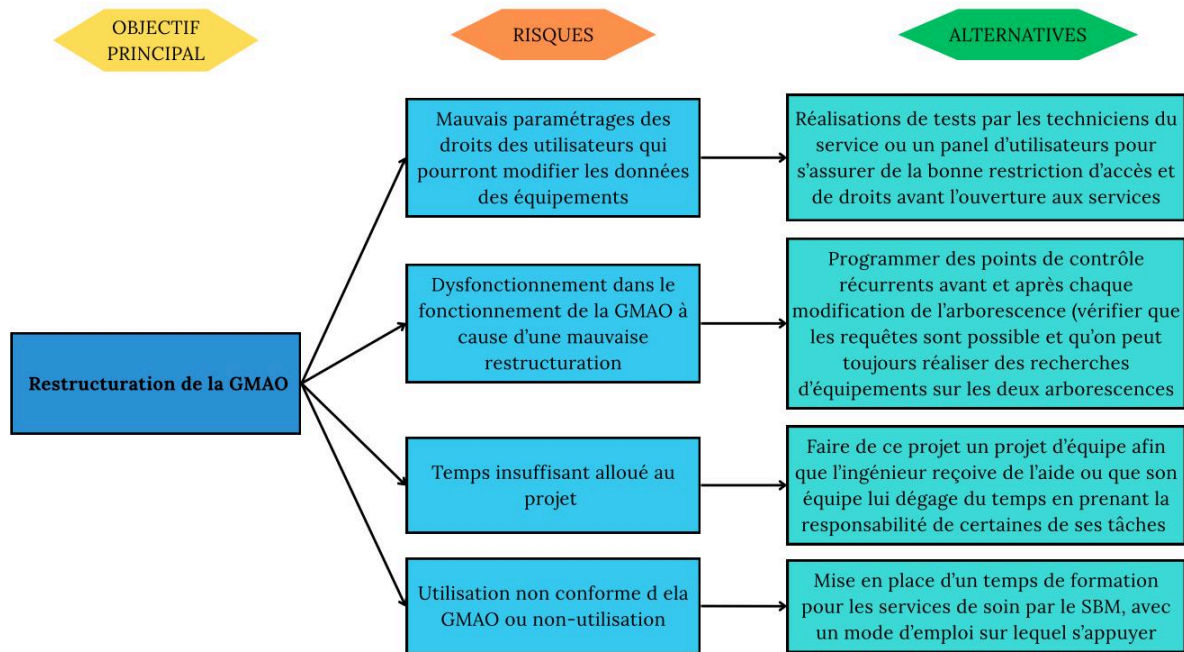 OBJECTIF
PRINCIPAL
RISQUES
ALTERNATIVES
Restructuration de la GMAO
Mauvais paramétrages des
droits des utilisateurs qui
pourront modifier les données
des équipements
Réalisations de tests par les techniciens du
service ou un panel d'utilisateurs pour
s'assurer de la bonne restriction d'accès et
de droits avant l'ouverture aux services
Dysfonctionnement dans le
fonctionnement de la GMAO à
cause d'une mauvaise
restructuration
Programmer des points de contrôle
récurrents avant et après chaque
modification de l'arborescence (vérifier que
les requêtes sont possible et qu'on peut
toujours réaliser des recherches
d'équipements sur les deux arborescences
Temps insuffisant alloué au
projet
Faire de ce projet un projet d'équipe afin
que l'ingénieur reçoive de l'aide ou que son
équipe lui dégage du temps en prenant la
responsabilité de certaines de ses tâches
Utilisation non conforme d ela
GMAO ou non-utilisation
Mise en place d'un temps de formation
pour les services de soin par le SBM, avec
un mode d'emploi sur lequel s'appuyer